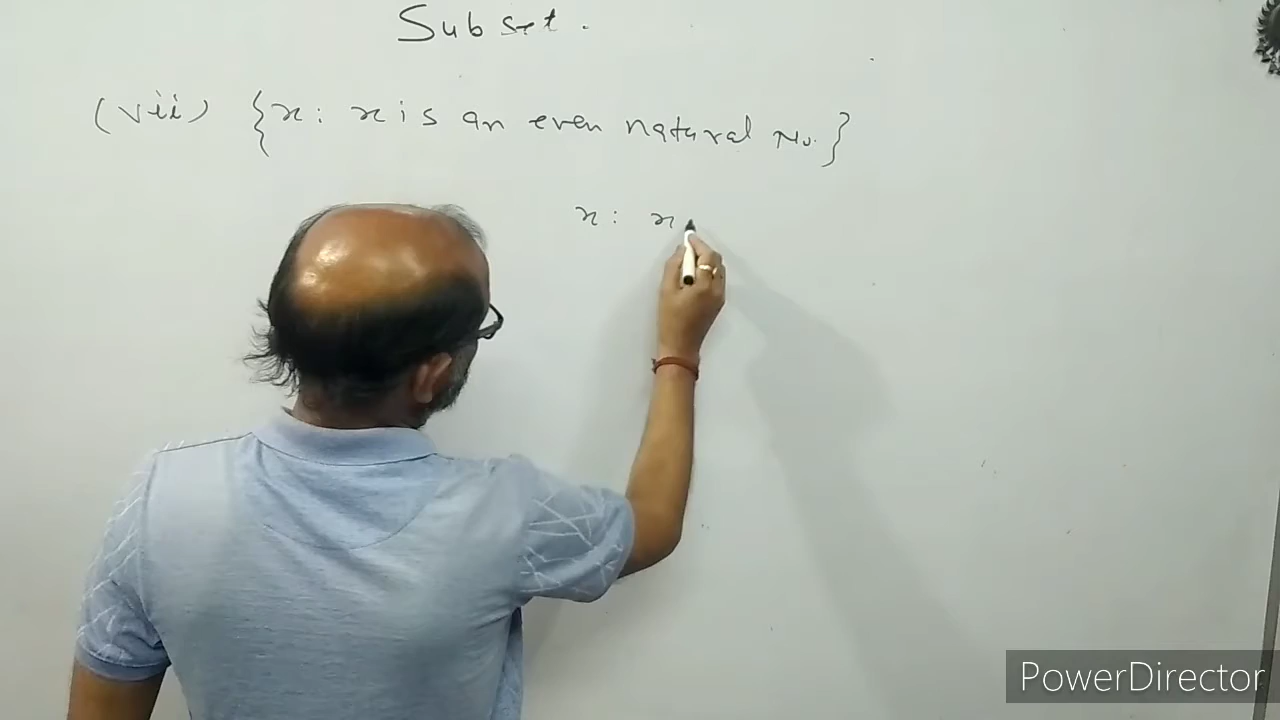 Subset.
(vii) {x: x is an even natural No.}
x: x
PowerDirector